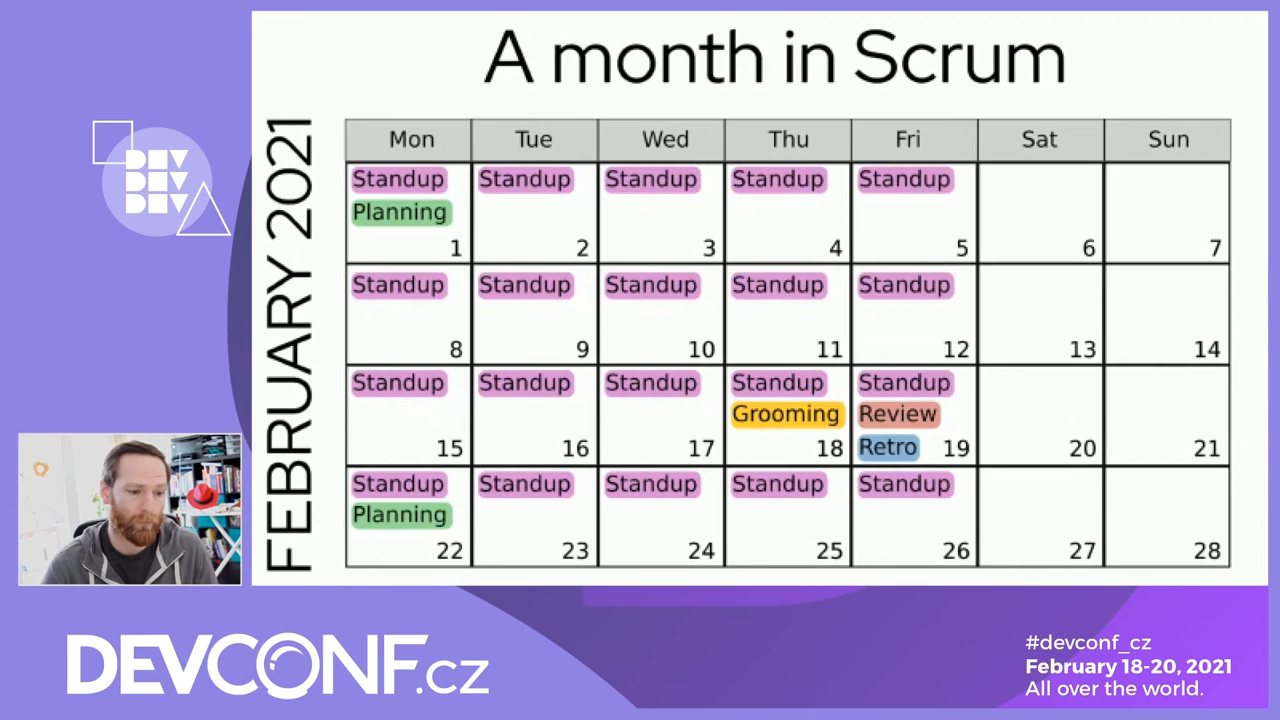 A month in Scrum
FEBRUARY 2021
Mon Tue Wed Thu Fri Sat Sun
Standup Standup Standup Standup Standup
Planning
1 2 3 4 5 6 7
Standup Standup Standup Standup Standup
8 9 10 11 12 13 14
Standup Standup Standup Standup Standup
Grooming Review
15 16 17 18 Retro 19 20 21
Standup Standup Standup Standup Standup
Planning
22 23 24 25 26 27 28
DEV
DEV
DEV
DEVCONF.cz
#devconf_cz
February 18-20, 2021
All over the world.